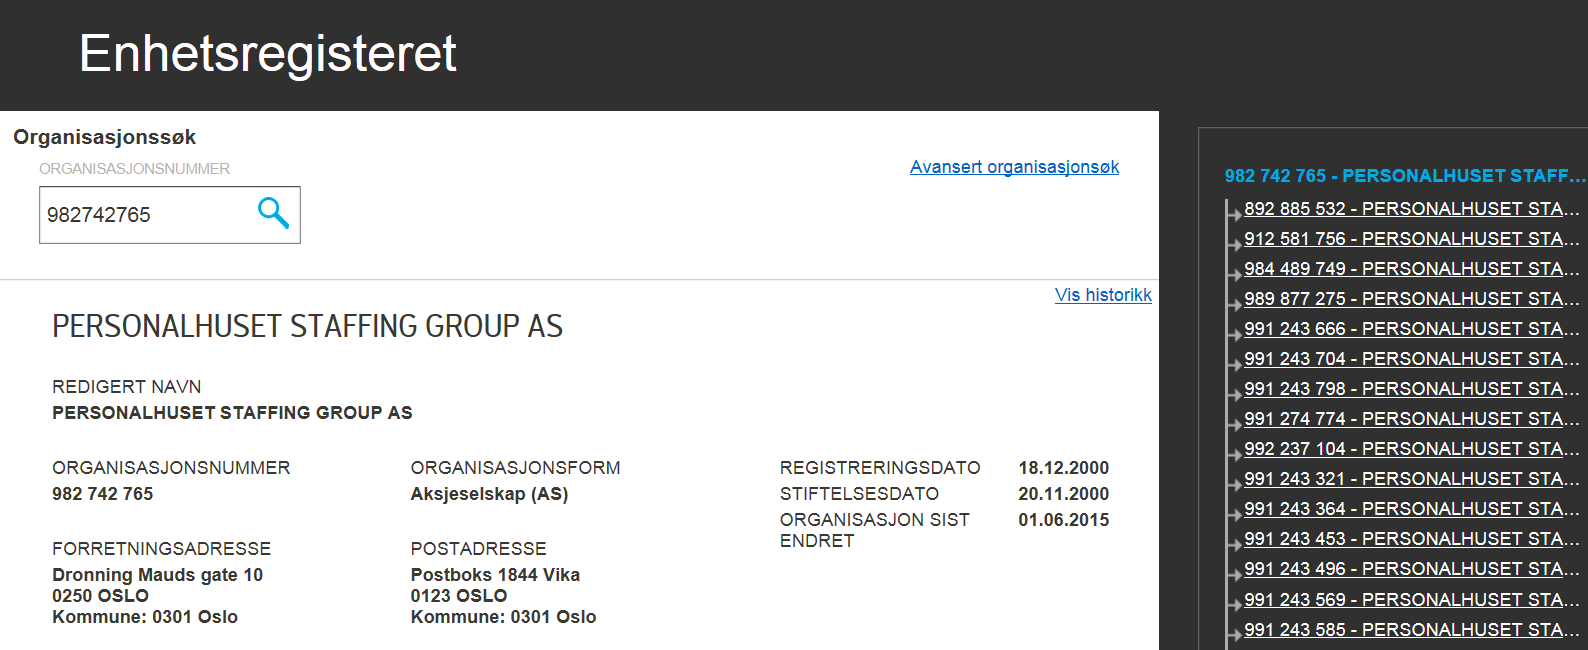 Enhetsregisteret
Organisasjonssøk
ORGANISASJONSNUMMER
982742765
Avansert organisasjonsøk
Vis historikk
PERSONALHUSET STAFFING GROUP AS
REDIGERT NAVN
PERSONALHUSET STAFFING GROUP AS
ORGANISASJONSNUMMER
982 742 765
ORGANISASJONSFORM
Aksjeselskap (AS)
REGISTRERINGSDATO 18.12.2000
STIFTELSESDATO 20.11.2000
ORGANISASJON SIST 01.06.2015
ENDRET
FORRETNINGSADRESSE
Dronning Mauds gate 10
0250 OSLO
Kommune: 0301 Oslo
POSTADRESSE
Postboks 1844 Vika
0123 OSLO
Kommune: 0301 Oslo
982 742 765 - PERSONALHUSET STAFF...
892 885 532 - PERSONALHUSET STA...
912 581 756 - PERSONALHUSET STA...
984 489 749 - PERSONALHUSET STA...
989 877 275 - PERSONALHUSET STA...
991 243 666 - PERSONALHUSET STA...
991 243 704 - PERSONALHUSET STA...
991 243 798 - PERSONALHUSET STA...
991 274 774 - PERSONALHUSET STA...
992 237 104 - PERSONALHUSET STA...
991 243 321 - PERSONALHUSET STA...
991 243 364 - PERSONALHUSET STA...
991 243 453 - PERSONALHUSET STA...
991 243 496 - PERSONALHUSET STA...
991 243 569 - PERSONALHUSET STA...
991 243 585 - PERSONALHUSET STA...